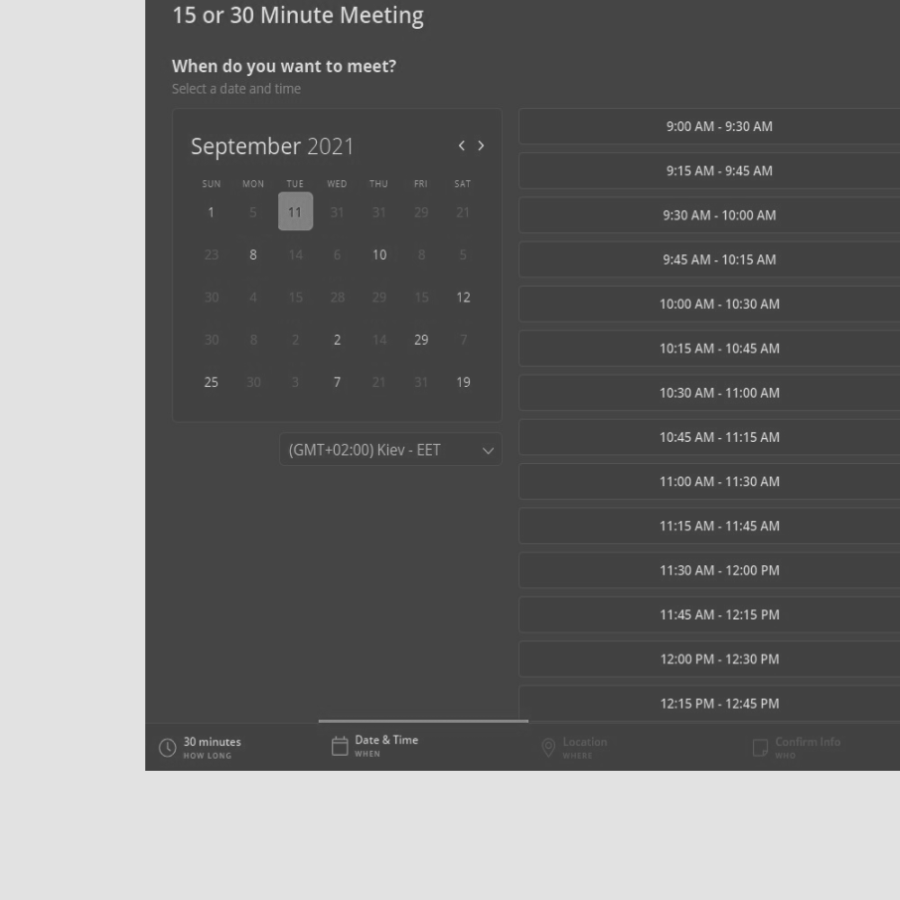 15 or 30 Minute Meeting
When do you want to meet?
Select a date and time
September 2021
SUN MON TUE WED THU FRI SAT
1 5 11 31 31 29 21
23 8 14 6 10 8 5
30 4 15 28 29 15 12
30 8 2 2 14 29 7
25 30 3 7 21 31 19
(GMT+02:00) Kiev - EET
9:00 AM - 9:30 AM
9:15 AM - 9:45 AM
9:30 AM - 10:00 AM
9:45 AM - 10:15 AM
10:00 AM - 10:30 AM
10:15 AM - 10:45 AM
10:30 AM - 11:00 AM
10:45 AM - 11:15 AM
11:00 AM - 11:30 AM
11:15 AM - 11:45 AM
11:30 AM - 12:00 PM
11:45 AM - 12:15 PM
12:00 PM - 12:30 PM
12:15 PM - 12:45 PM
30 minutes
HOW LONG
Date & Time
WHEN
Location
WHERE
Confirm Info
WHO